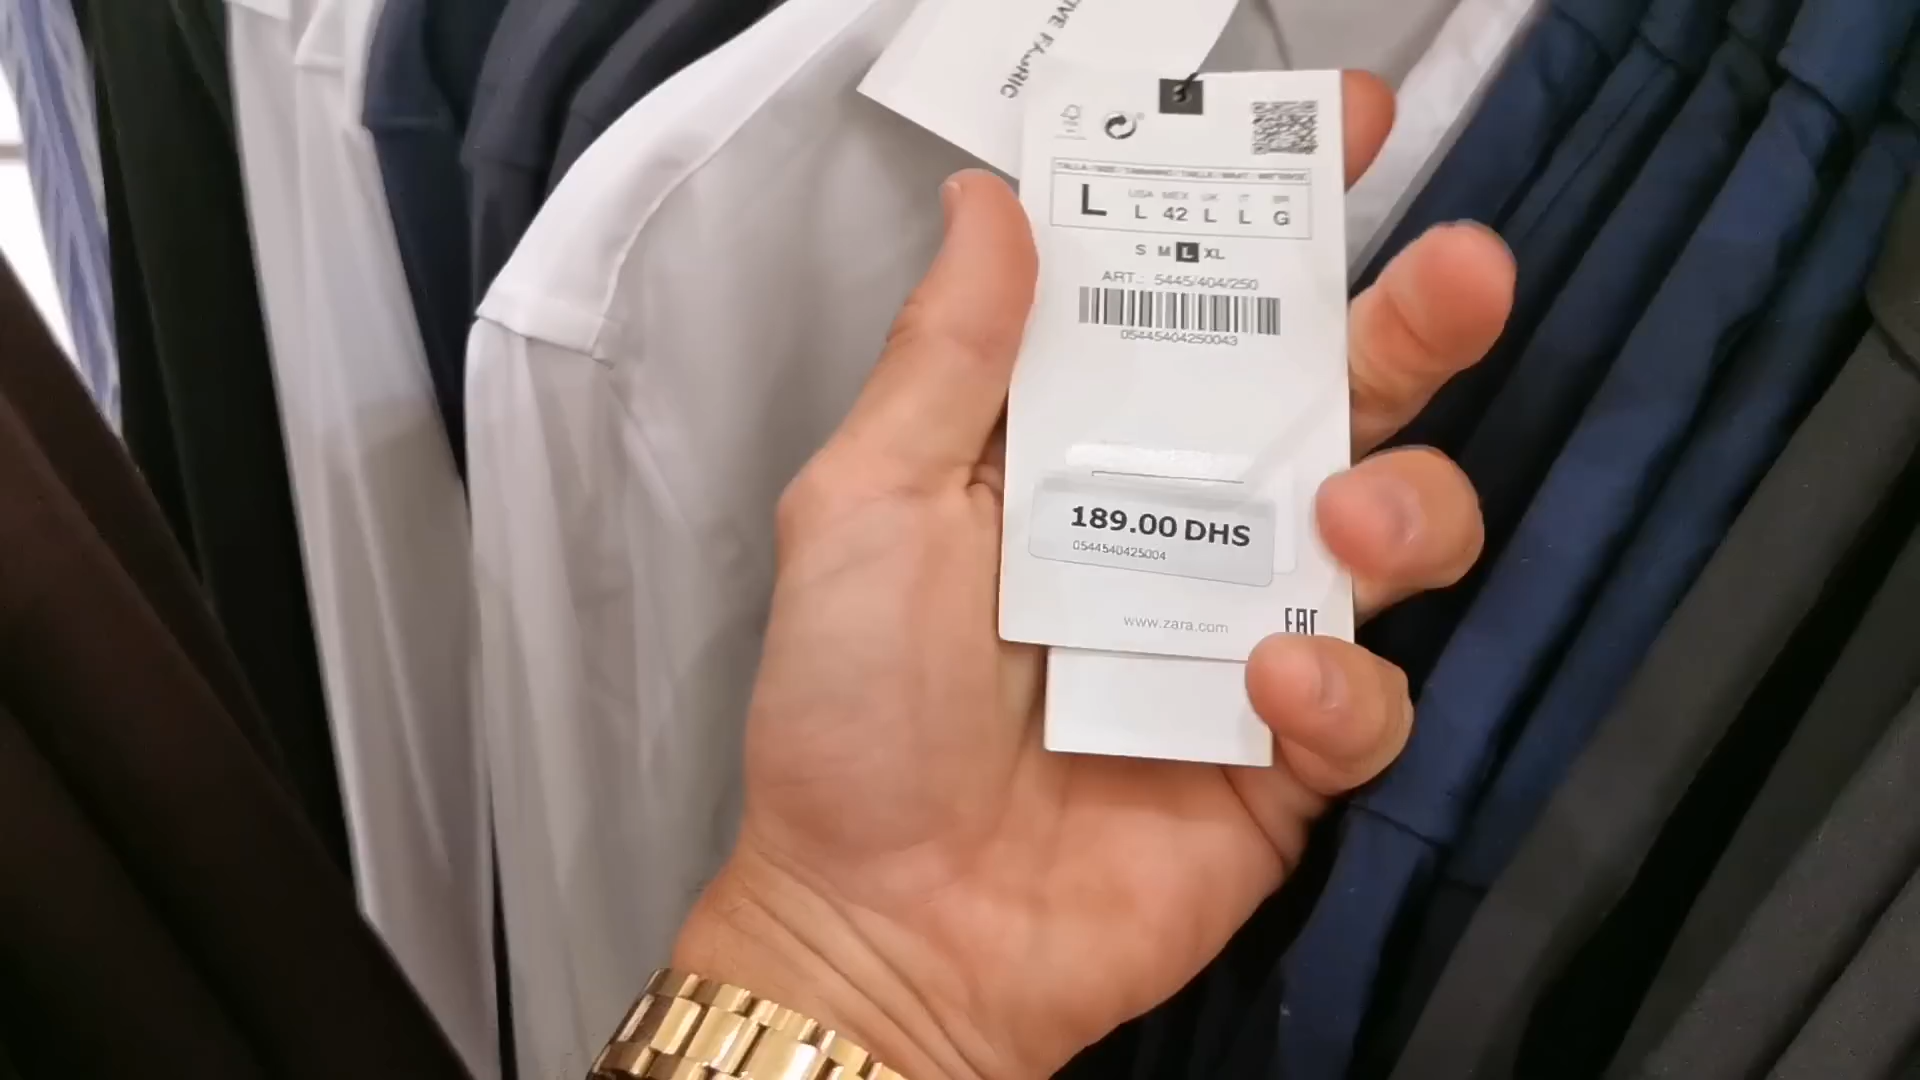 FABRIC
L
USA MEX UK IT BR
L 42 L L G
S M L XL
ART.: 5445/404/250
05445404250043
189.00 DHS
0544540425004
www.zara.com
EAC